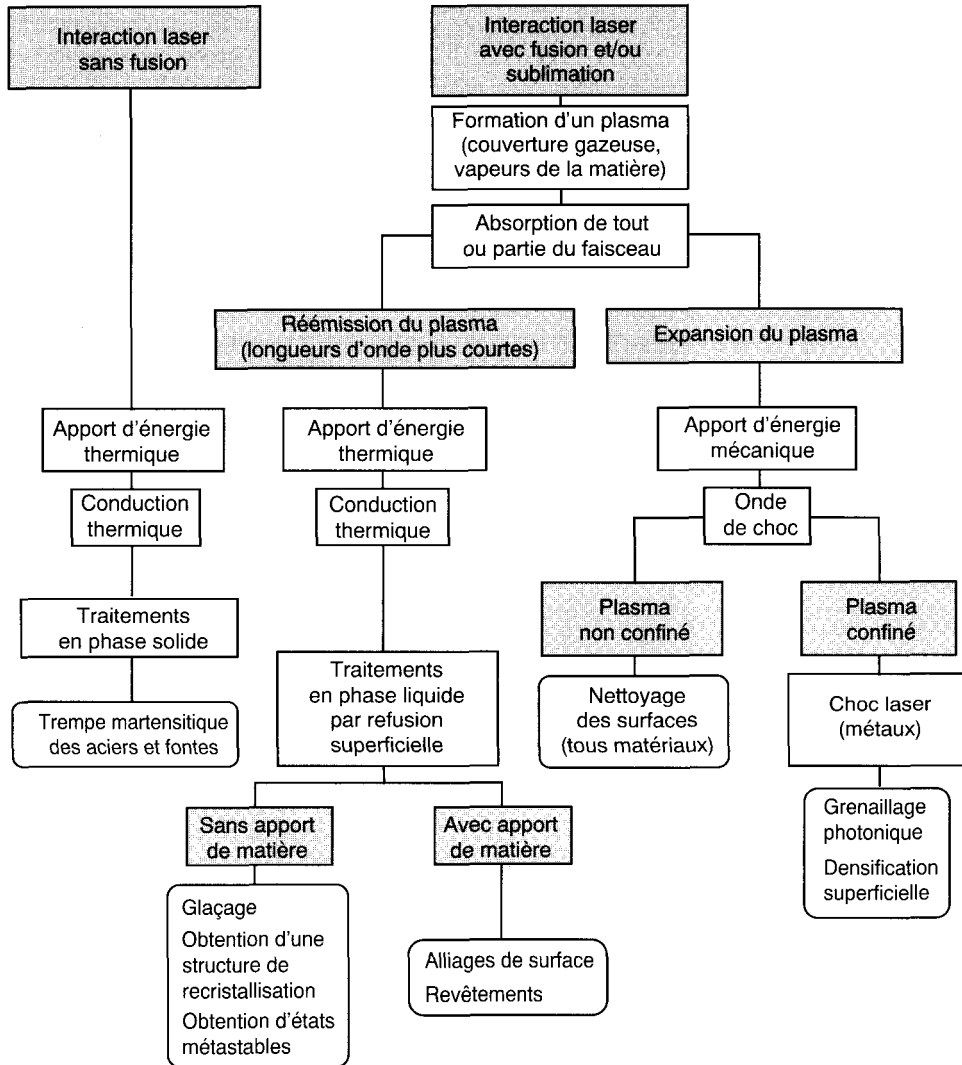 Interaction laser
sans fusion
Interaction laser
avec fusion et/ou
sublimation
Formation d'un plasma
(couverture gazeuse,
vapeurs de la matière)
Absorption de tout
ou partie du faisceau
Réémission du plasma
(longueurs d'onde plus courtes)
Expansion du plasma
Apport d'énergie
thermique
Apport d'énergie
thermique
Apport d'énergie
mécanique
Conduction
thermique
Conduction
thermique
Onde
de choc
Traitements
en phase solide
Plasma
non confiné
Plasma
confiné
Trempe martensitique
des aciers et fontes
Traitements
en phase liquide
par refusion
superficielle
Nettoyage
des surfaces
(tous matériaux)
Choc laser
(métaux)
Sans apport
de matière
Avec apport
de matière
Grenaillage
photonique
Densification
superficielle
Glaçage
Obtention d'une
structure de
recristallisation
Obtention d'états
métastables
Alliages de surface
Revêtements